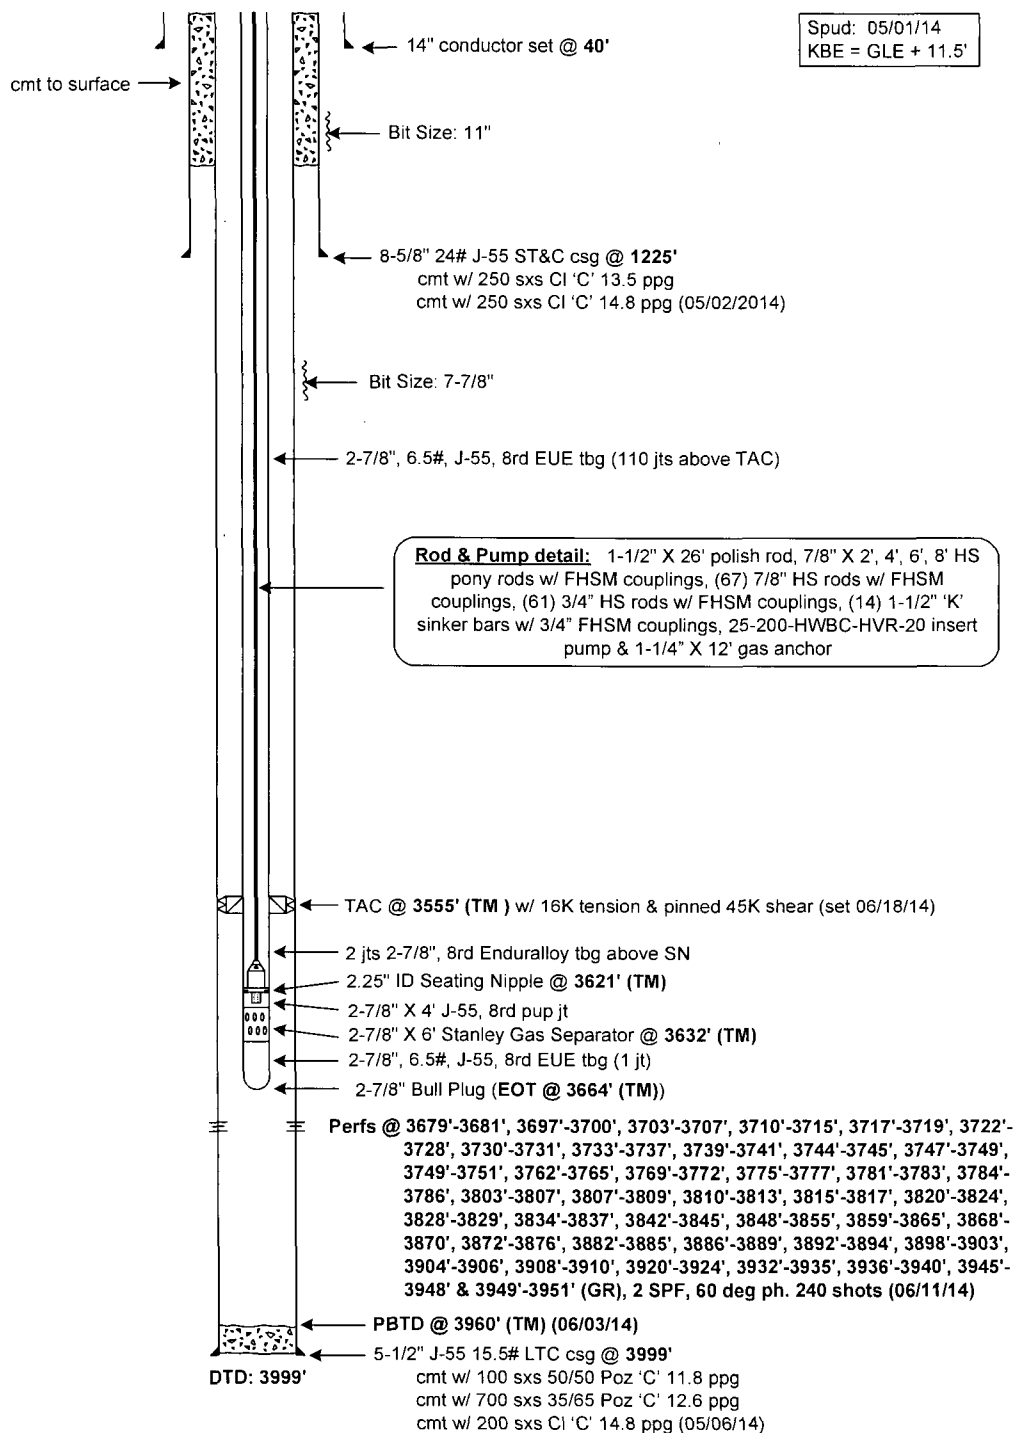 Spud: 05/01/14
KBE = GLE + 11.5'
14" conductor set @ 40'
cmt to surface
Bit Size: 11"
8-5/8" 24# J-55 ST&C csg @ 1225'
cmt w/ 250 sxs Cl 'C' 13.5 ppg
cmt w/ 250 sxs Cl 'C' 14.8 ppg (05/02/2014)
Bit Size: 7-7/8"
2-7/8", 6.5#, J-55, 8rd EUE tbg (110 jts above TAC)
Rod & Pump detail: 1-1/2" X 26' polish rod, 7/8" X 2', 4', 6', 8' HS
pony rods w/ FHSM couplings, (67) 7/8" HS rods w/ FHSM
couplings, (61) 3/4" HS rods w/ FHSM couplings, (14) 1-1/2" 'K'
sinker bars w/ 3/4" FHSM couplings, 25-200-HWBC-HVR-20 insert
pump & 1-1/4" X 12' gas anchor
TAC @ 3555' (TM ) w/ 16K tension & pinned 45K shear (set 06/18/14)
2 jts 2-7/8", 8rd Enduralloy tbg above SN
2.25" ID Seating Nipple @ 3621' (TM)
2-7/8" X 4' J-55, 8rd pup jt
2-7/8" X 6' Stanley Gas Separator @ 3632' (TM)
2-7/8", 6.5#, J-55, 8rd EUE tbg (1 jt)
2-7/8" Bull Plug (EOT @ 3664' (TM))
Perfs @ 3679'-3681', 3697'-3700', 3703'-3707', 3710'-3715', 3717'-3719', 3722'-
3728', 3730'-3731', 3733'-3737', 3739'-3741', 3744'-3745', 3747'-3749',
3749'-3751', 3762'-3765', 3769'-3772', 3775'-3777', 3781'-3783', 3784'-
3786', 3803'-3807', 3807'-3809', 3810'-3813', 3815'-3817', 3820'-3824',
3828'-3829', 3834'-3837', 3842'-3845', 3848'-3855', 3859'-3865', 3868'-
3870', 3872'-3876', 3882'-3885', 3886'-3889', 3892'-3894', 3898'-3903',
3904'-3906', 3908'-3910', 3920'-3924', 3932'-3935', 3936'-3940', 3945'-
3948' & 3949'-3951' (GR), 2 SPF, 60 deg ph. 240 shots (06/11/14)
PBTD @ 3960' (TM) (06/03/14)
5-1/2" J-55 15.5# LTC csg @ 3999'
DTD: 3999'
cmt w/ 100 sxs 50/50 Poz 'C' 11.8 ppg
cmt w/ 700 sxs 35/65 Poz 'C' 12.6 ppg
cmt w/ 200 sxs Cl 'C' 14.8 ppg (05/06/14)